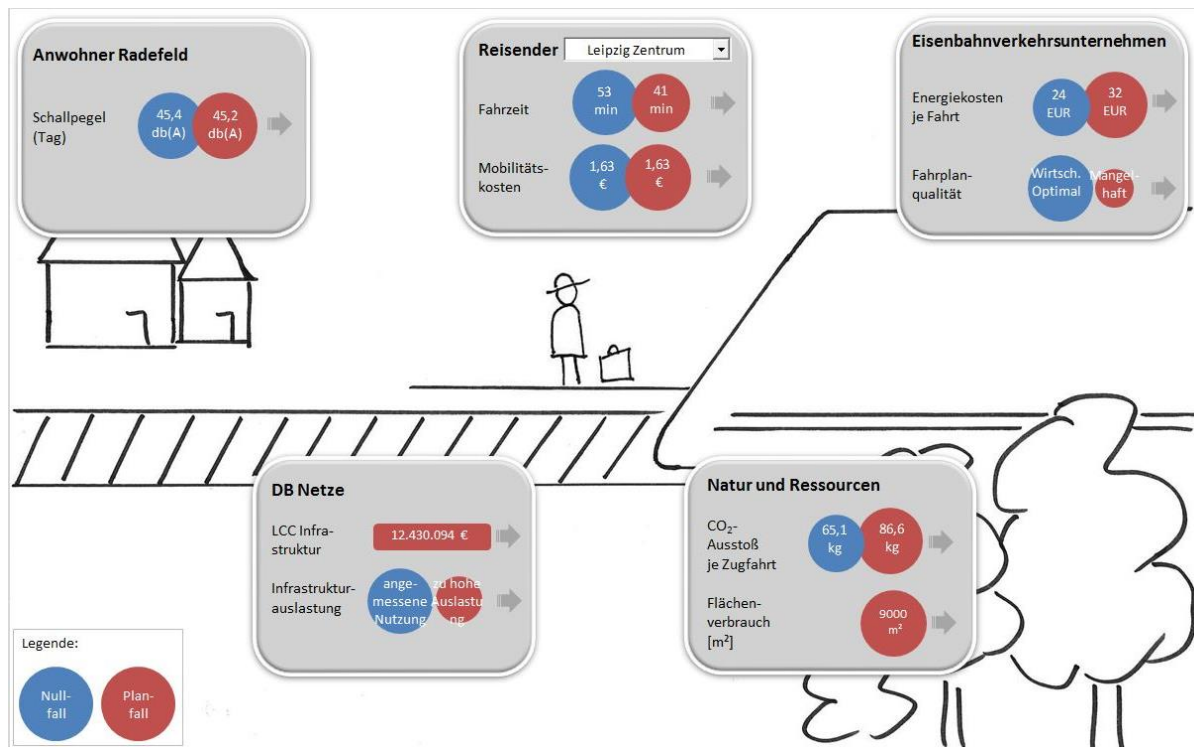 Anwohner Radefeld
Schallpegel
(Tag)
45,4
db(A)
45,2
db(A)
Reisender
Leipzig Zentrum
Fahrzeit
53
min
41
min
Mobilitäts-
kosten
1,63
€
1,63
€
Eisenbahnverkehrsunternehmen
Energiekosten
je Fahrt
24
EUR
32
EUR
Fahrplan-
qualität
Wirtsch.
Optimal
Mangel-
haft
DB Netze
LCC Infra-
struktur
12.430.094 €
Infrastruktur-
auslastung
ange-
messene
Nutzung
zu hohe
Auslastu
ng
Natur und Ressourcen
CO₂-
Ausstoß
je Zugfahrt
65,1
kg
86,6
kg
Flächen-
verbrauch
[m²]
9000
m²
Legende:
Null-
fall
Plan-
fall